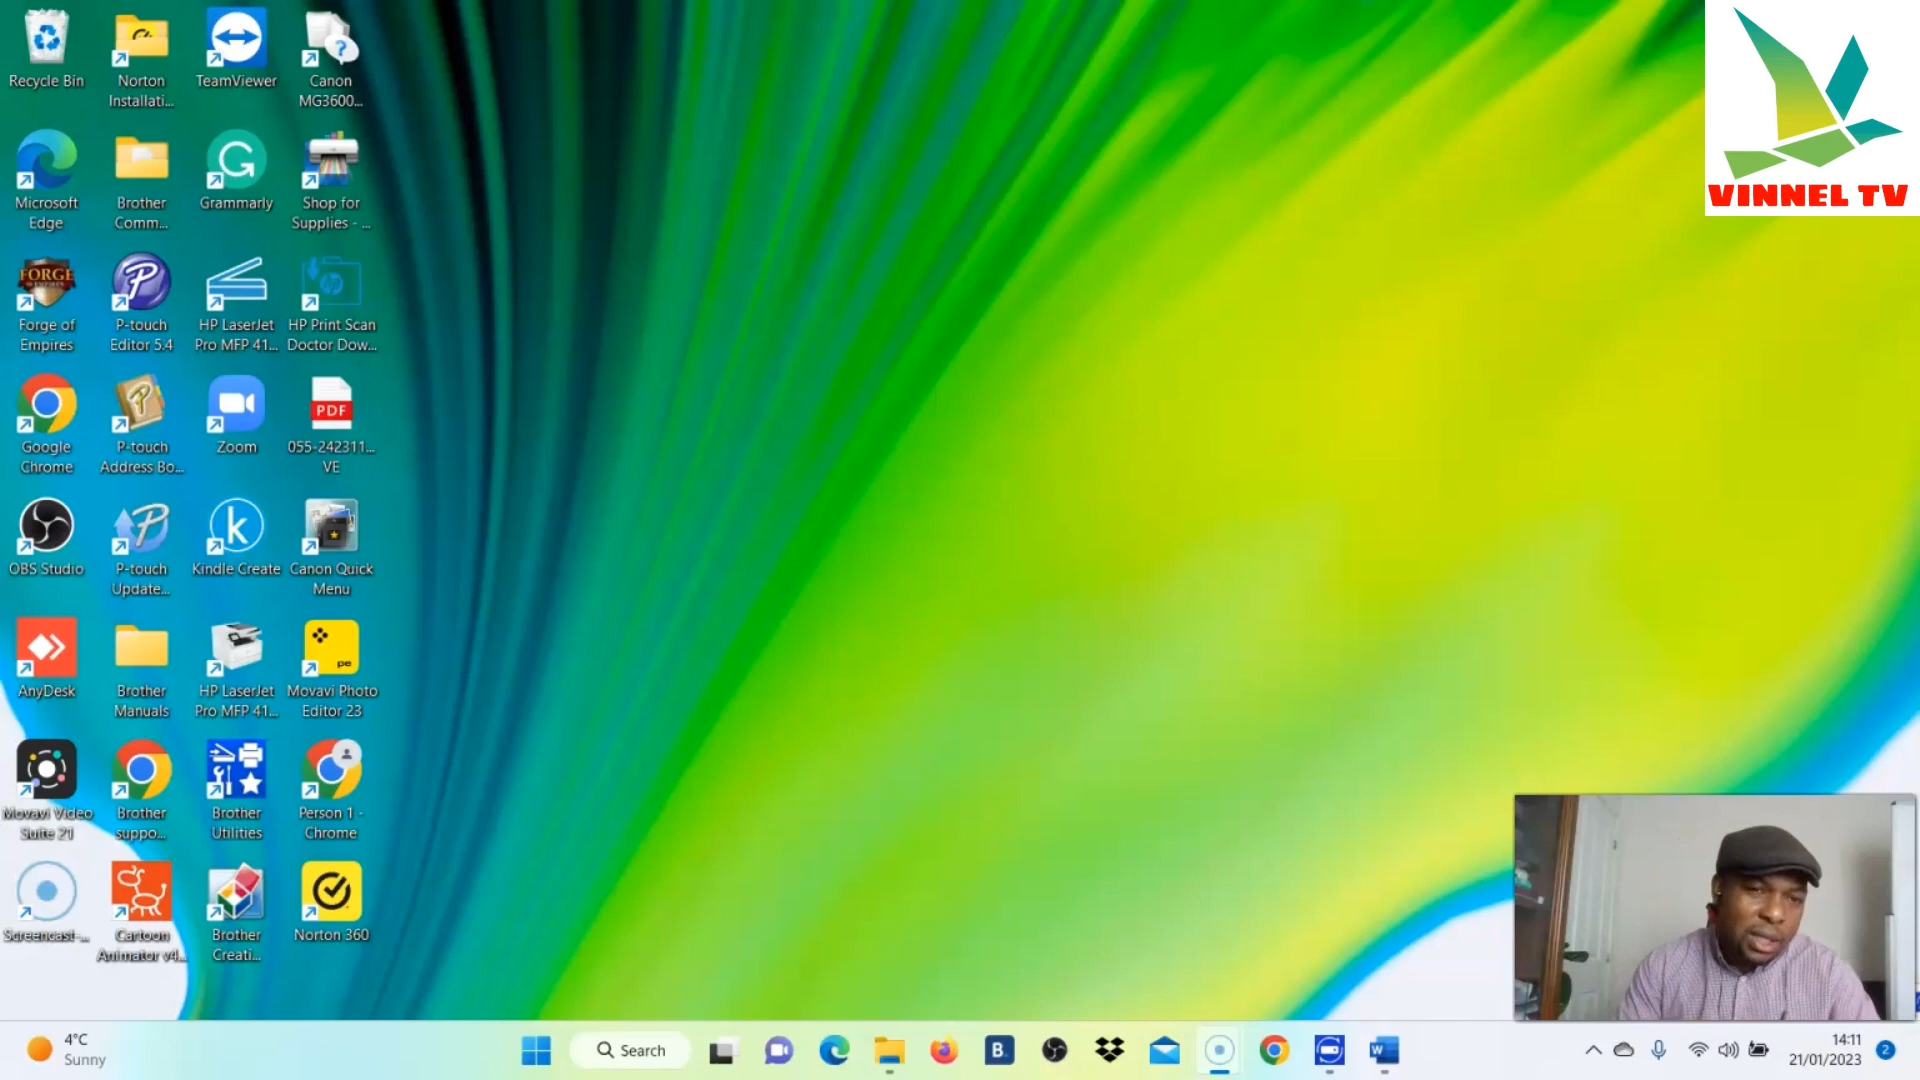 Recycle Bin
Norton
Installati...
TeamViewer
Canon
MG3600...
VINNEL TV
Microsoft
Edge
Brother
Comm...
Grammarly
Shop for
Supplies - ...
FORGE
Forge of
Empires
P-touch
Editor 5.4
HP LaserJet
Pro MFP 41...
HP Print Scan
Doctor Dow...
Google
Chrome
P-touch
Address Bo...
Zoom
PDF
055-242311...
VE
OBS Studio
P-touch
Update...
k
Kindle Create
Canon Quick
Menu
AnyDesk
Brother
Manuals
HP LaserJet
Pro MFP 41...
pe
Movavi Photo
Editor 23
Movavi Video
Suite 21
Brother
suppo...
Brother
Utilities
Person 1 -
Chrome
Screencast-...
Cartoon
Animator v4...
Brother
Creati...
Norton 360
4°C
Sunny
Search
B.
W
14:11
21/01/2023
2